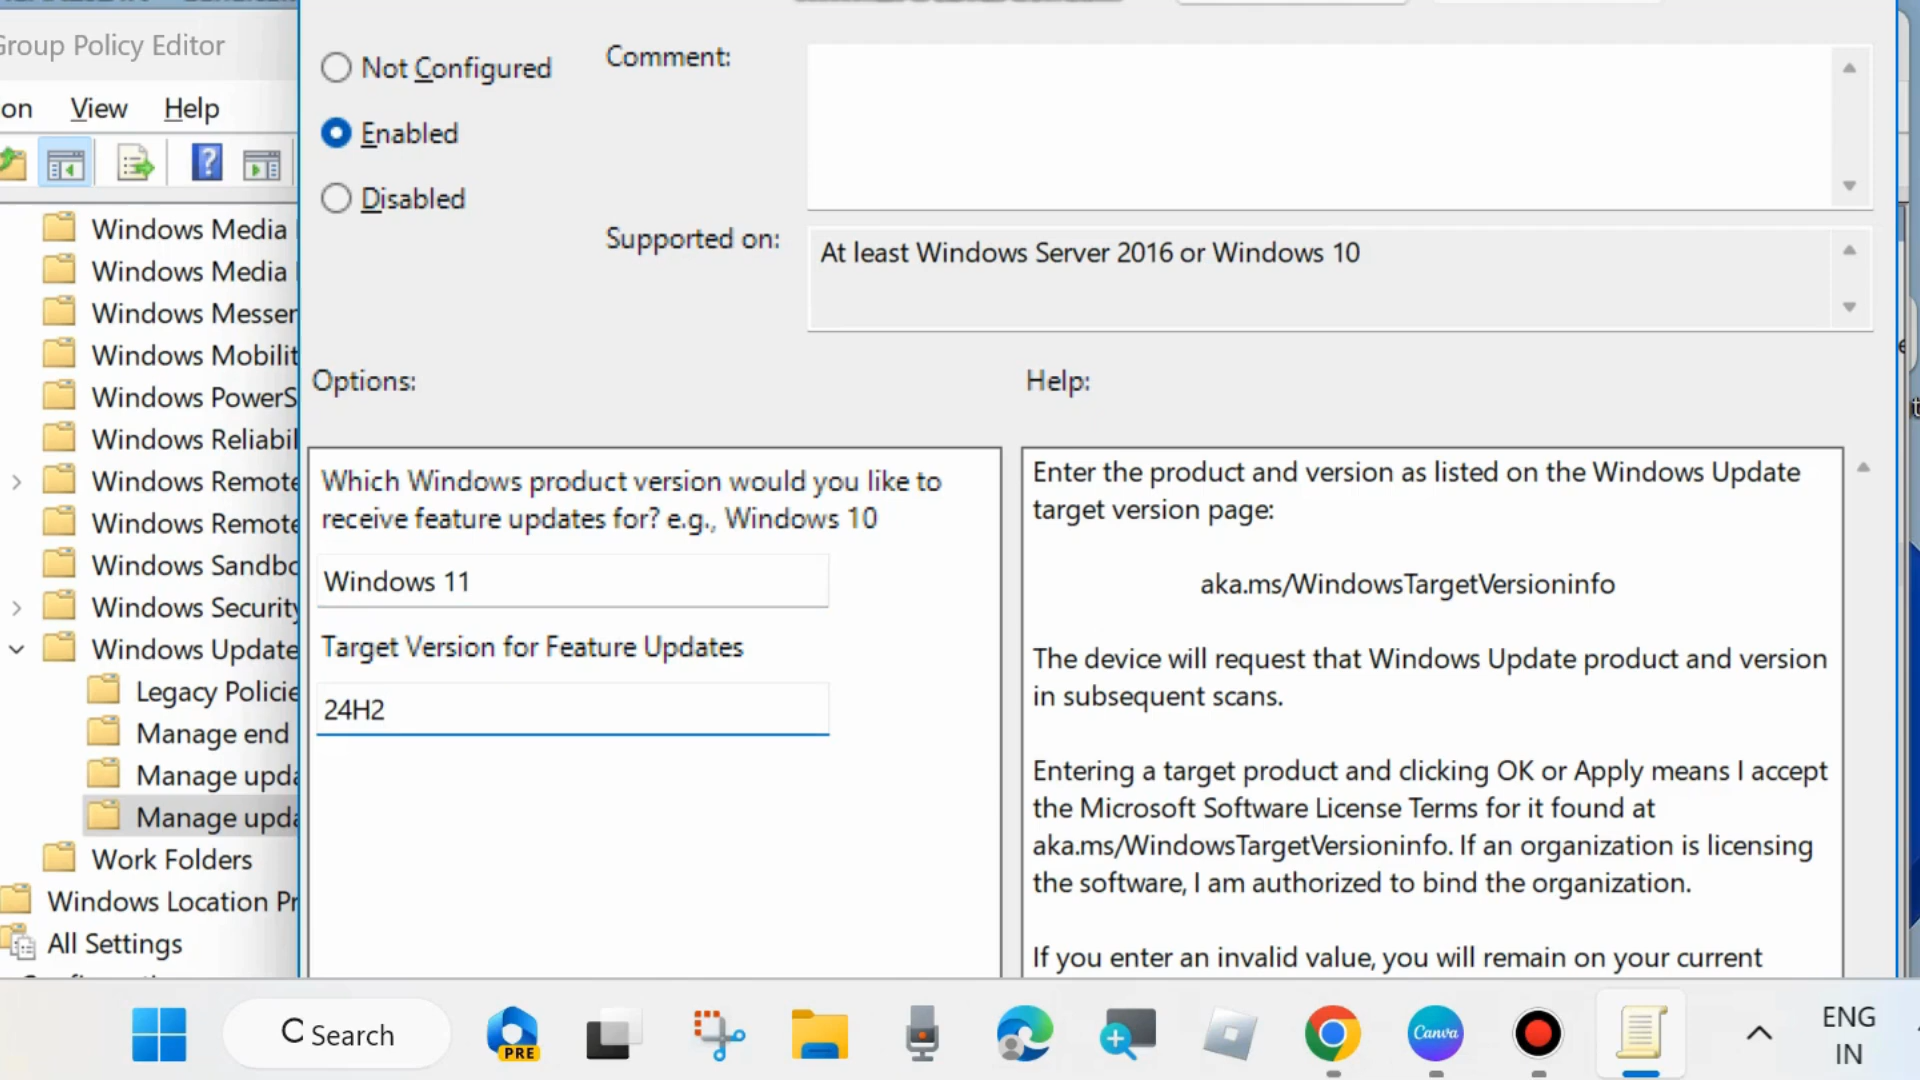 Group Policy Editor
on View Help
Windows Media
Windows Media
Windows Messer
Windows Mobilit
Windows PowerS
Windows Reliabil
Windows Remote
Windows Remote
Windows Sandbo
Windows Security
Windows Update
Legacy Policie
Manage end
Manage upda
Manage upda
Work Folders
Windows Location Pr
All Settings
Not Configured
Enabled
Disabled
Comment:
Supported on:
At least Windows Server 2016 or Windows 10
Options:
Help:
Which Windows product version would you like to
receive feature updates for? e.g., Windows 10
Windows 11
Target Version for Feature Updates
24H2
Enter the product and version as listed on the Windows Update
target version page:
aka.ms/WindowsTargetVersioninfo
The device will request that Windows Update product and version
in subsequent scans.
Entering a target product and clicking OK or Apply means I accept
the Microsoft Software License Terms for it found at
aka.ms/WindowsTargetVersioninfo. If an organization is licensing
the software, I am authorized to bind the organization.
If you enter an invalid value, you will remain on your current
Search
PRE
Canva
ENG
IN